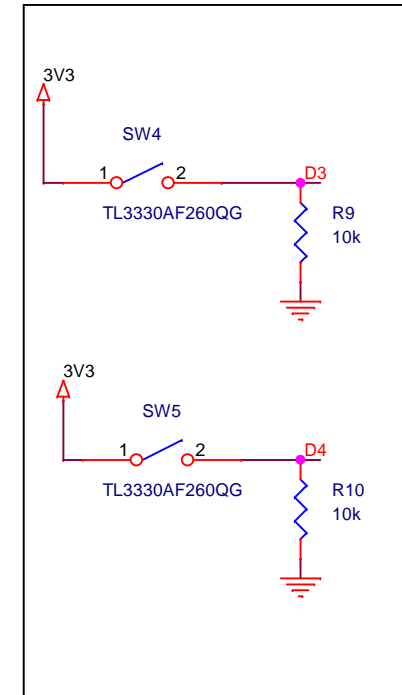 3V3
SW4
1 2 D3
TL3330AF260QG R9
10k
3V3
SW5
1 2 D4
TL3330AF260QG R10
10k